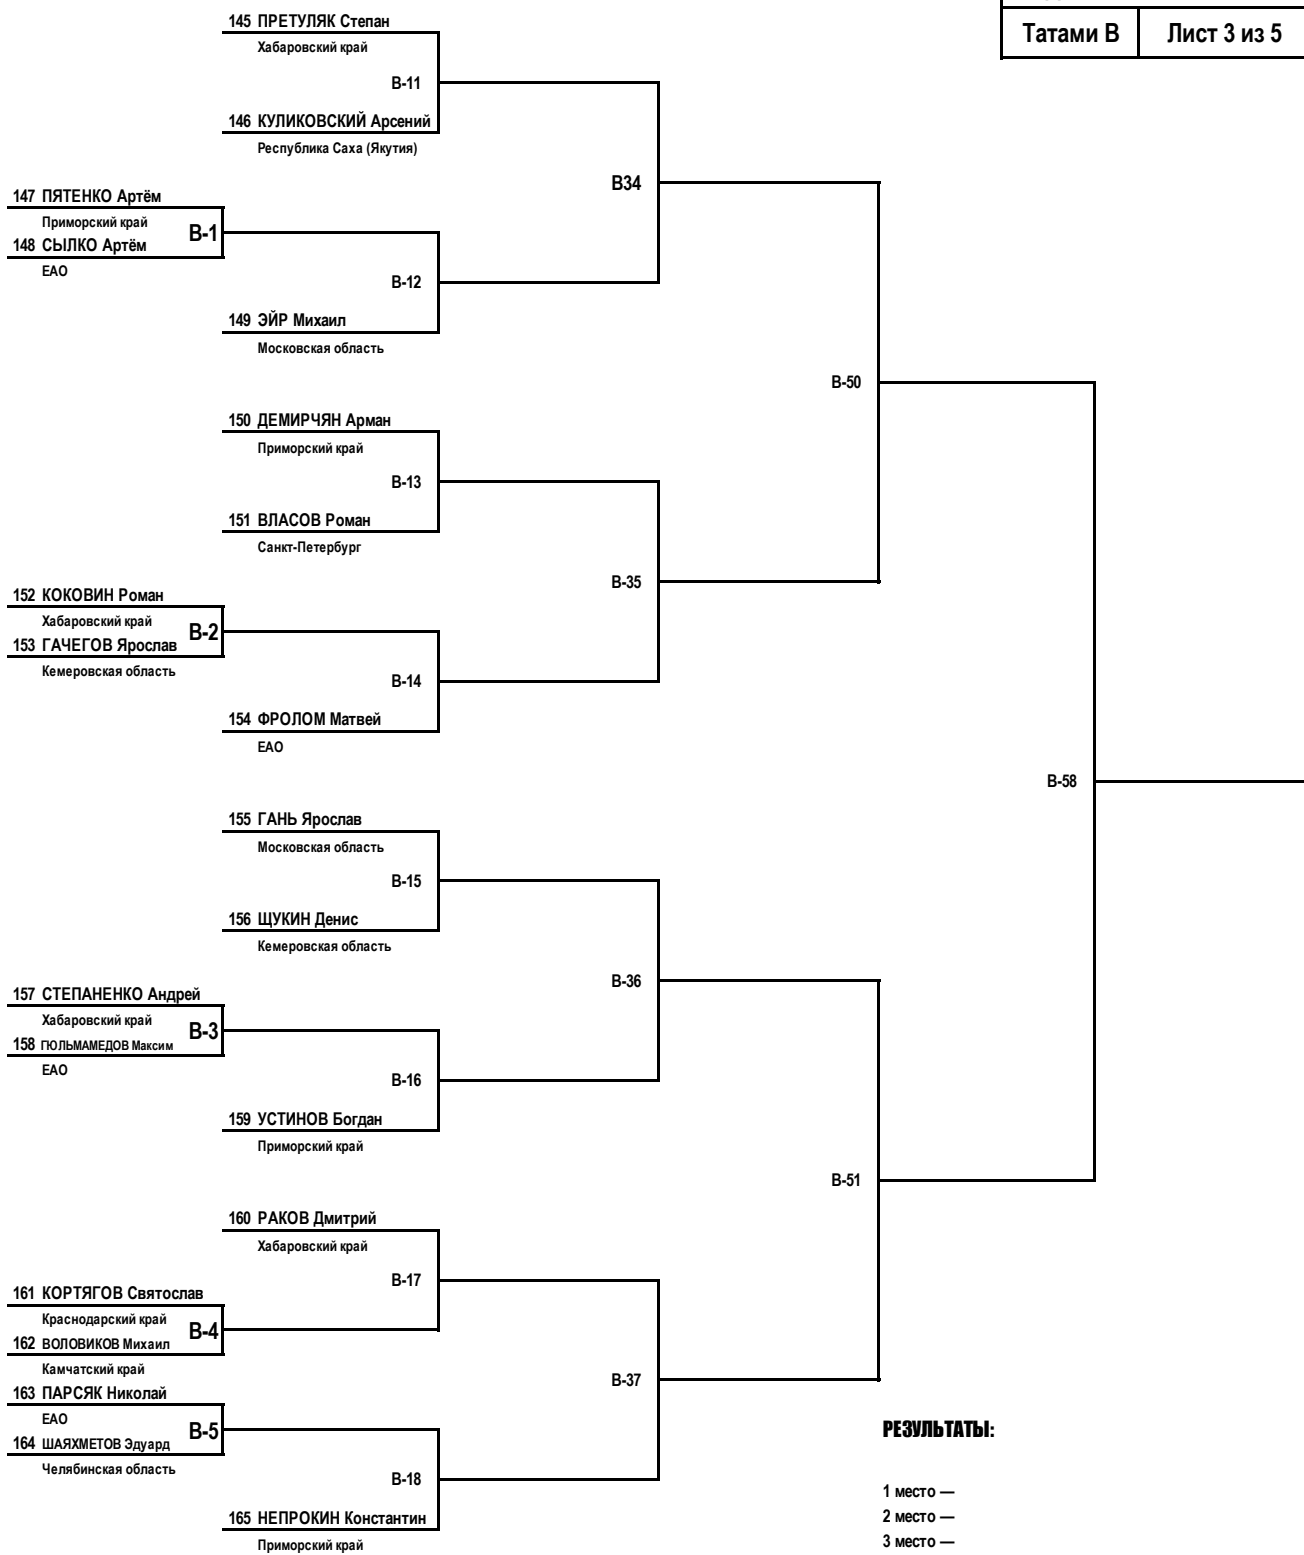 145 ПРЕТУЛЯК Степан
Татами В
Лист 3 из 5
Хабаровский край
В-11
146 КУЛИКОВСКИЙ Арсений
Республика Саха (Якутия)
В34
147 ПЯТЕНКО Артём
Приморский край
В-1
148 СЫЛКО Артём
ЕАО
В-12
149 ЭЙР Михаил
Московская область
В-50
150 ДЕМИРЧЯН Арман
Приморский край
В-13
151 ВЛАСОВ Роман
Санкт-Петербург
В-35
152 КОКОВИН Роман
Хабаровский край
В-2
153 ГАЧЕГОВ Ярослав
Кемеровская область
В-14
154 ФРОЛОМ Матвей
ЕАО
В-58
155 ГАНЬ Ярослав
Московская область
В-15
156 ЩУКИН Денис
Кемеровская область
В-36
157 СТЕПАНЕНКО Андрей
Хабаровский край
В-3
158 ГЮЛЬМАМЕДОВ Максим
ЕАО
В-16
159 УСТИНОВ Богдан
Приморский край
В-51
160 РАКОВ Дмитрий
Хабаровский край
В-17
161 КОРТЯГОВ Святослав
Краснодарский край
В-4
162 ВОЛОВИКОВ Михаил
Камчатский край
В-37
163 ПАРСЯК Николай
ЕАО
В-5
164 ШАЯХМЕТОВ Эдуард
Челябинская область
В-18
165 НЕПРОКИН Константин
Приморский край
РЕЗУЛЬТАТЫ:
1 место —
2 место —
3 место —